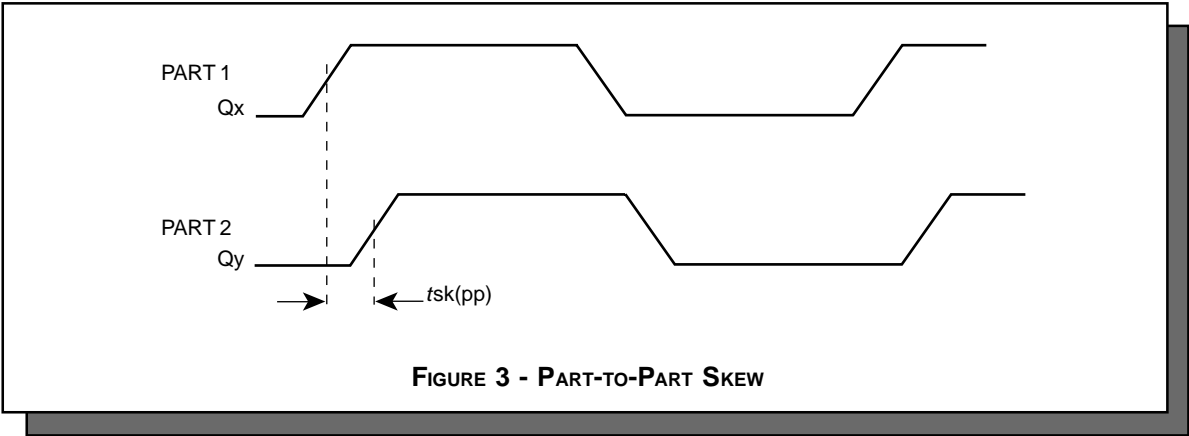 PART 1
Qx
PART 2
Qy
tsk(pp)
FIGURE 3 - PART-TO-PART SKEW